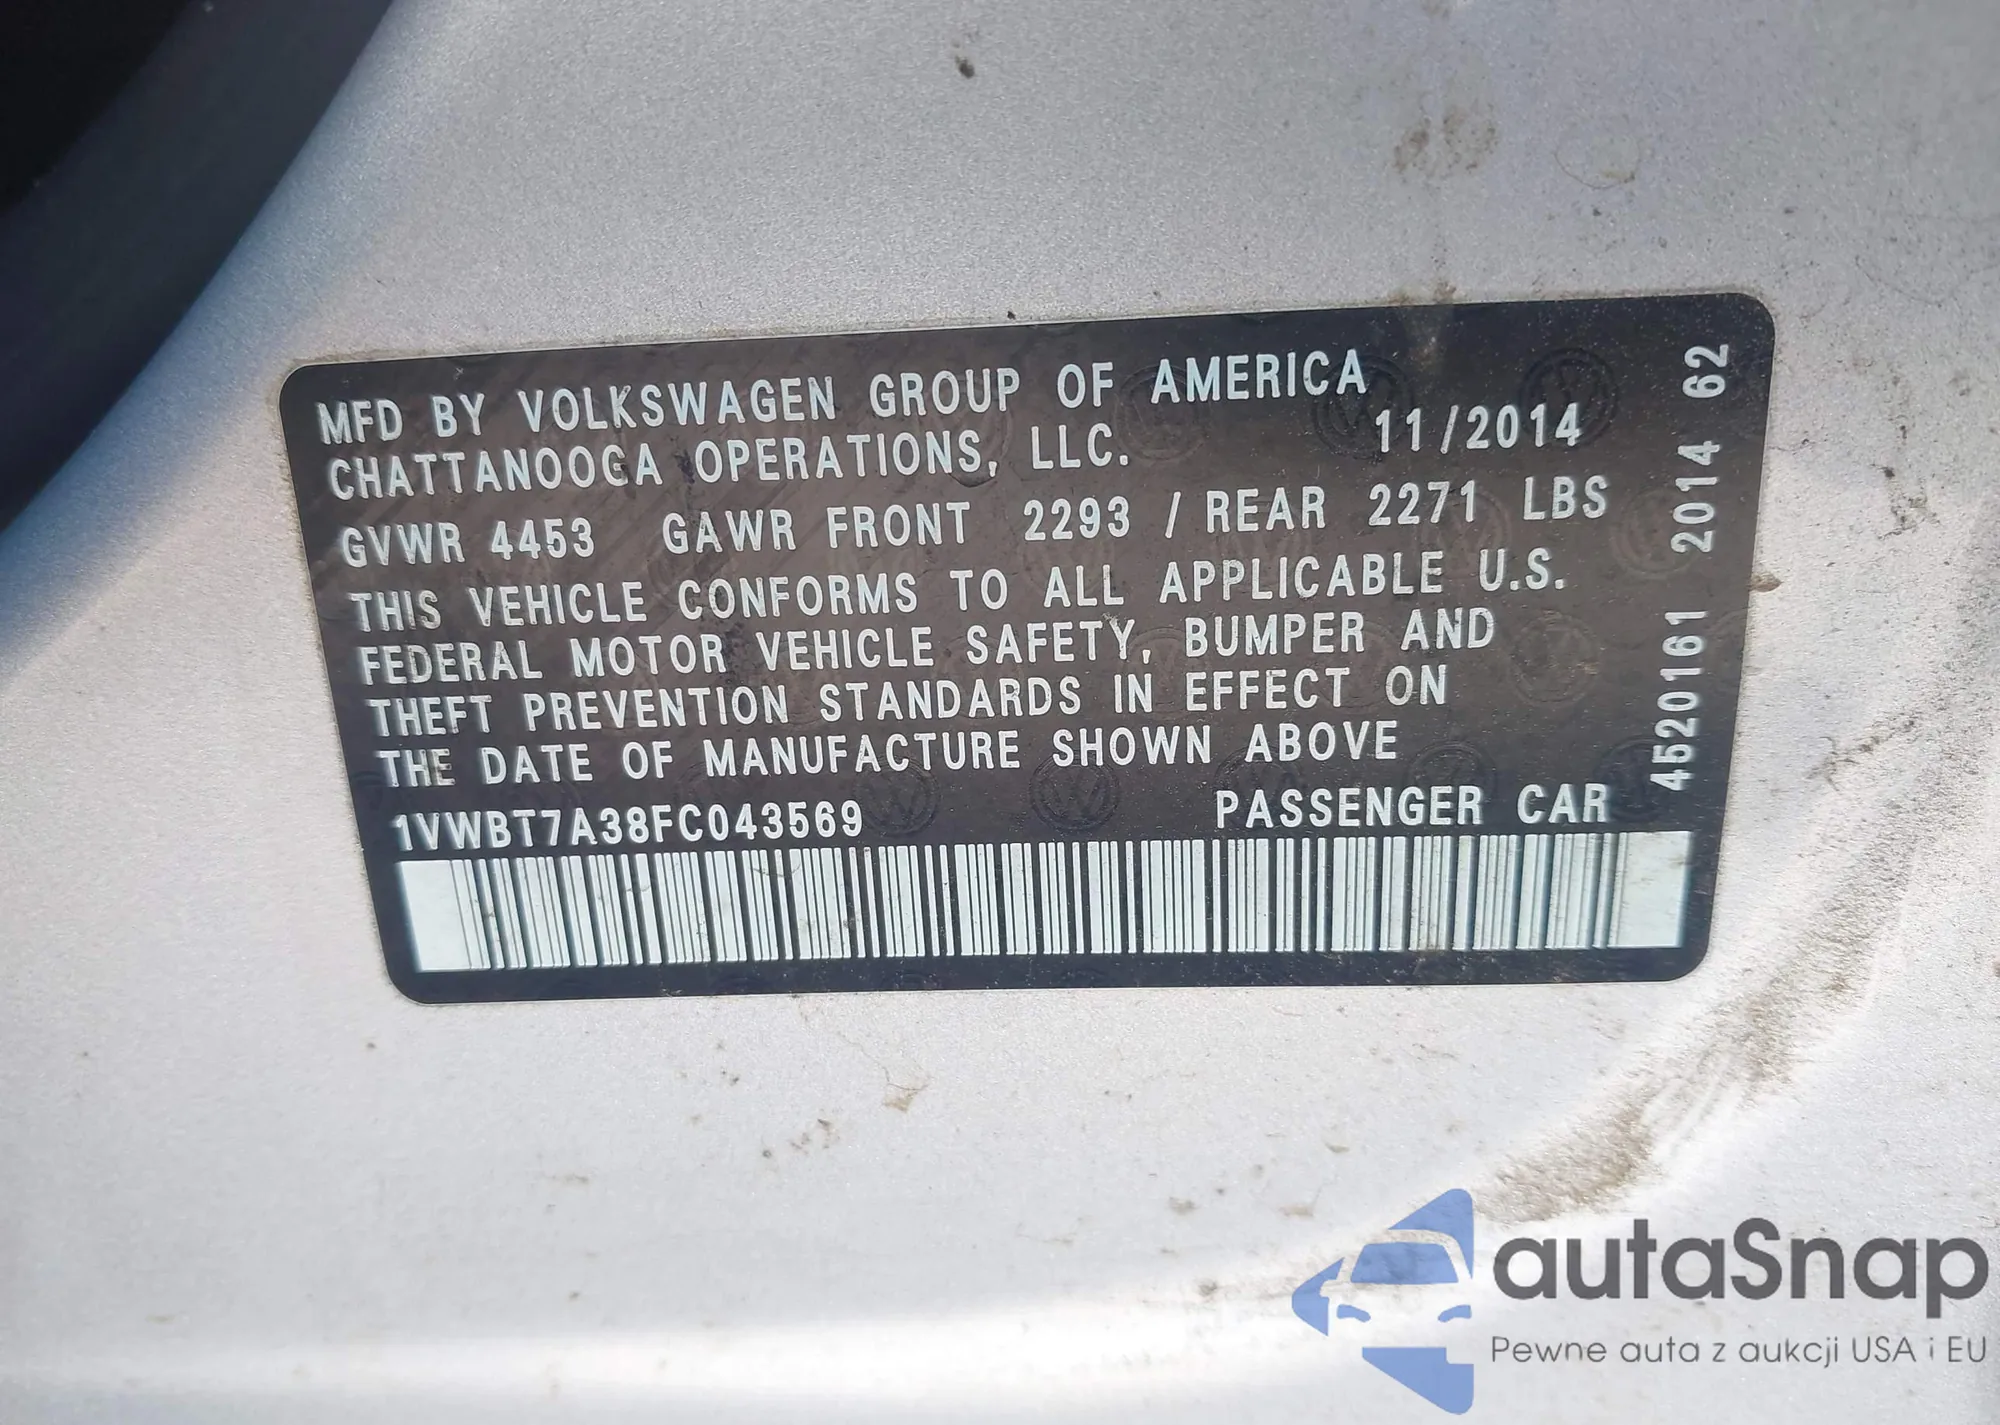 MFD BY VOLKSWAGEN GROUP OF AMERICA
CHATTANOOGA OPERATIONS, LLC. 11/2014
GVWR 4453 GAWR FRONT 2293 / REAR 2271 LBS
THIS VEHICLE CONFORMS TO ALL APPLICABLE U.S.
FEDERAL MOTOR VEHICLE SAFETY, BUMPER AND
THEFT PREVENTION STANDARDS IN EFFECT ON
THE DATE OF MANUFACTURE SHOWN ABOVE
1VWBT7A38FC043569 PASSENGER CAR
4520161 2014 62
autaSnap
Pewne auta z aukcji USA i EU